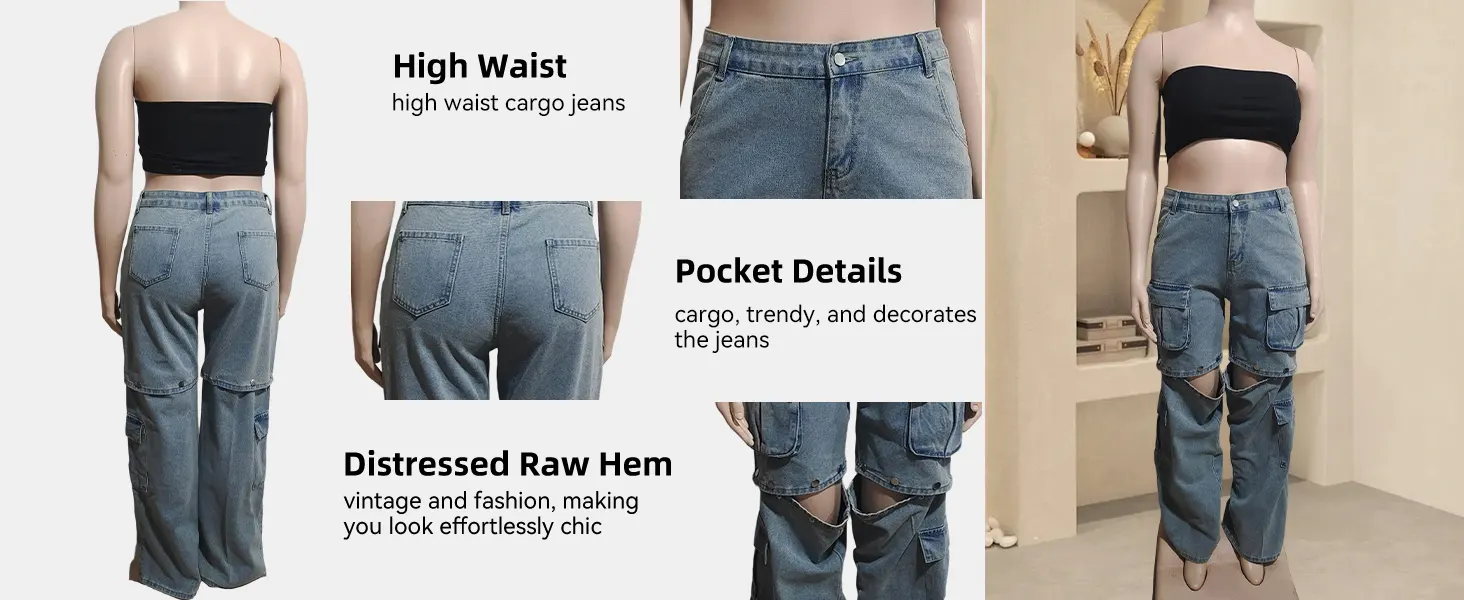 High Waist
high waist cargo jeans
Pocket Details
cargo, trendy, and decorates
the jeans
Distressed Raw Hem
vintage and fashion, making
you look effortlessly chic